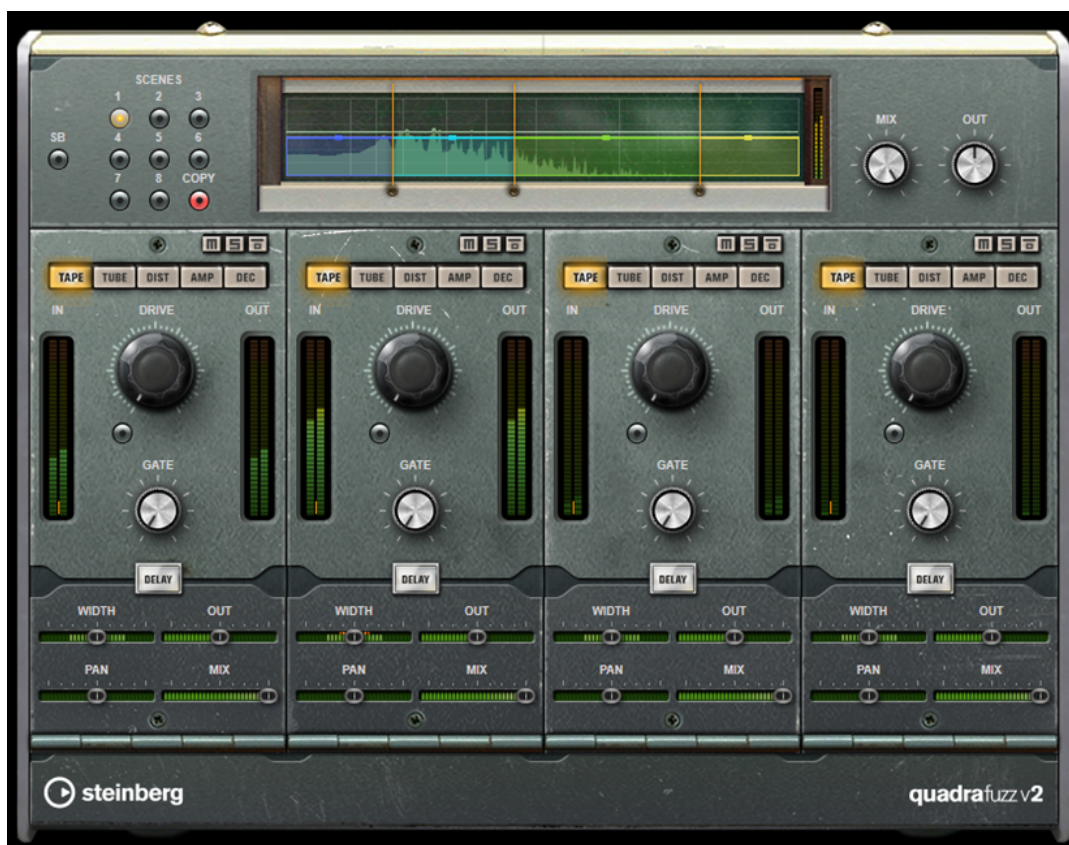 SCENES
1 2 3
MIX OUT
SB 4 5 6
7 8 COPY
M S
M S
M S
M S
TAPE TUBE DIST AMP DEC
TAPE TUBE DIST AMP DEC
TAPE TUBE DIST AMP DEC
TAPE TUBE DIST AMP DEC
IN DRIVE OUT
IN DRIVE OUT
IN DRIVE OUT
IN DRIVE OUT
GATE
GATE
GATE
GATE
DELAY
DELAY
DELAY
DELAY
WIDTH OUT
WIDTH OUT
WIDTH OUT
WIDTH OUT
PAN MIX
PAN MIX
PAN MIX
PAN MIX
steinberg
quadrafuzz v2